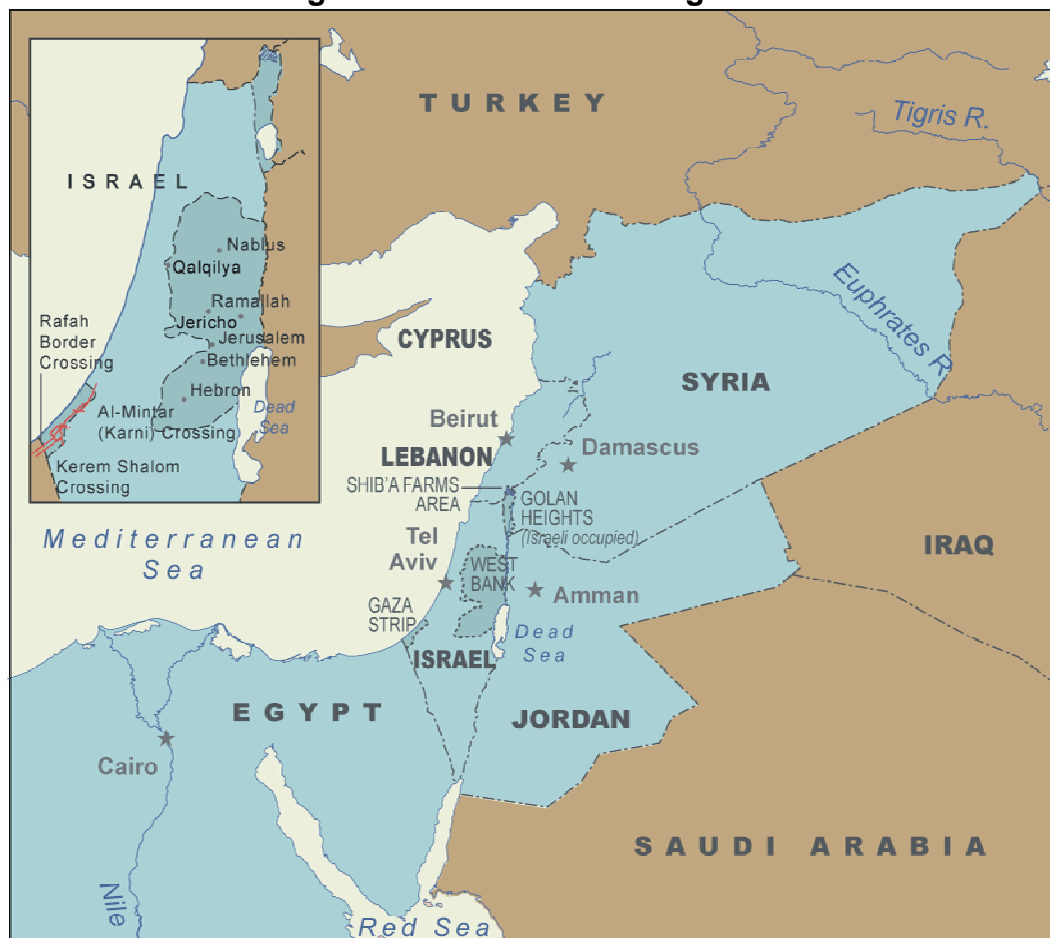 TURKEY
Tigris R.
ISRAEL
Nablus
Qalqilya
Ramallah
Jericho
Jerusalem
Bethlehem
Hebron
Rafah
Border
Crossing
Al-Mintar
(Karni) Crossing
Dead
Sea
Kerem Shalom
Crossing
Euphrates R.
CYPRUS
SYRIA
Beirut
LEBANON
Damascus
SHIB'A FARMS
AREA
GOLAN
HEIGHTS
(Israeli occupied)
Mediterranean
Sea
Tel
Aviv
WEST
BANK
IRAQ
Amman
GAZA
STRIP
Dead
Sea
ISRAEL
EGYPT
JORDAN
Cairo
SAUDI ARABIA
Nile
Red Sea